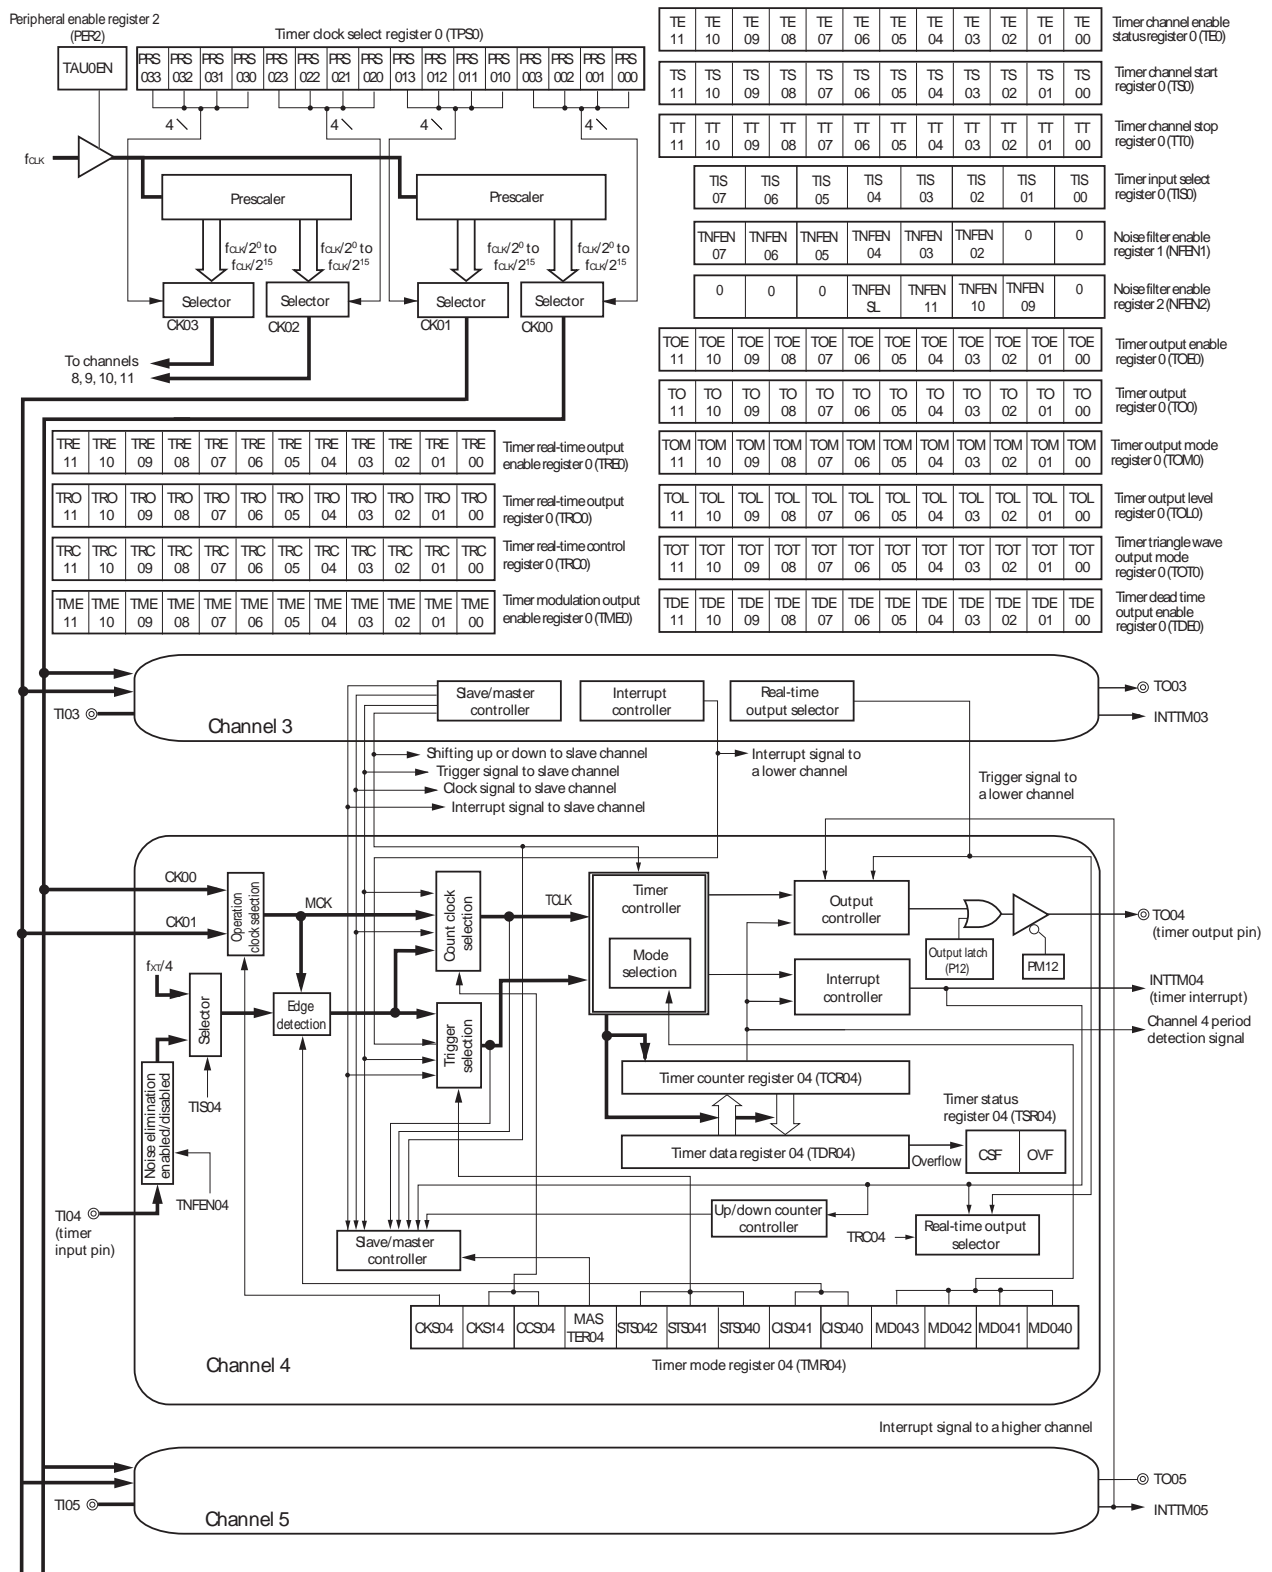 Peripheral enable register 2
(PER2)
TAU0EN
Timer clock select register 0 (TPS0)
PRS 033
PRS 032
PRS 031
PRS 030
PRS 023
PRS 022
PRS 021
PRS 020
PRS 013
PRS 012
PRS 011
PRS 010
PRS 003
PRS 002
PRS 001
PRS 000
4
4
4
4
fCLK
Prescaler
Prescaler
fCLK/2⁰ to
fCLK/2¹⁵
fCLK/2⁰ to
fCLK/2¹⁵
fCLK/2⁰ to
fCLK/2¹⁵
fCLK/2⁰ to
fCLK/2¹⁵
Selector
Selector
Selector
Selector
CK03
CK02
CK01
CK00
To channels
8, 9, 10, 11
TE 11
TE 10
TE 09
TE 08
TE 07
TE 06
TE 05
TE 04
TE 03
TE 02
TE 01
TE 00
Timer channel enable
status register 0 (TE0)
TS 11
TS 10
TS 09
TS 08
TS 07
TS 06
TS 05
TS 04
TS 03
TS 02
TS 01
TS 00
Timer channel start
register 0 (TS0)
TT 11
TT 10
TT 09
TT 08
TT 07
TT 06
TT 05
TT 04
TT 03
TT 02
TT 01
TT 00
Timer channel stop
register 0 (TT0)
TIS 07
TIS 06
TIS 05
TIS 04
TIS 03
TIS 02
TIS 01
TIS 00
Timer input select
register 0 (TIS0)
TNFEN 07
TNFEN 06
TNFEN 05
TNFEN 04
TNFEN 03
TNFEN 02
0
0
Noise filter enable
register 1 (NFEN1)
0
0
0
TNFEN SL
TNFEN 11
TNFEN 10
TNFEN 09
0
Noise filter enable
register 2 (NFEN2)
TOE 11
TOE 10
TOE 09
TOE 08
TOE 07
TOE 06
TOE 05
TOE 04
TOE 03
TOE 02
TOE 01
TOE 00
Timer output enable
register 0 (TOE0)
TO 11
TO 10
TO 09
TO 08
TO 07
TO 06
TO 05
TO 04
TO 03
TO 02
TO 01
TO 00
Timer output
register 0 (TO0)
TOM 11
TOM 10
TOM 09
TOM 08
TOM 07
TOM 06
TOM 05
TOM 04
TOM 03
TOM 02
TOM 01
TOM 00
Timer output mode
register 0 (TOM0)
TOL 11
TOL 10
TOL 09
TOL 08
TOL 07
TOL 06
TOL 05
TOL 04
TOL 03
TOL 02
TOL 01
TOL 00
Timer output level
register 0 (TOL0)
TOT 11
TOT 10
TOT 09
TOT 08
TOT 07
TOT 06
TOT 05
TOT 04
TOT 03
TOT 02
TOT 01
TOT 00
Timer triangle wave
output mode
register 0 (TOT0)
TDE 11
TDE 10
TDE 09
TDE 08
TDE 07
TDE 06
TDE 05
TDE 04
TDE 03
TDE 02
TDE 01
TDE 00
Timer dead time
output enable
register 0 (TDE0)
TRE 11
TRE 10
TRE 09
TRE 08
TRE 07
TRE 06
TRE 05
TRE 04
TRE 03
TRE 02
TRE 01
TRE 00
Timer real-time output
enable register 0 (TRE0)
TRO 11
TRO 10
TRO 09
TRO 08
TRO 07
TRO 06
TRO 05
TRO 04
TRO 03
TRO 02
TRO 01
TRO 00
Timer real-time output
register 0 (TRO0)
TRC 11
TRC 10
TRC 09
TRC 08
TRC 07
TRC 06
TRC 05
TRC 04
TRC 03
TRC 02
TRC 01
TRC 00
Timer real-time control
register 0 (TRC0)
TME 11
TME 10
TME 09
TME 08
TME 07
TME 06
TME 05
TME 04
TME 03
TME 02
TME 01
TME 00
Timer modulation output
enable register 0 (TME0)
TI03
Channel 3
Slave/master
controller
Interrupt
controller
Real-time
output selector
TO03
INTTM03
Shifting up or down to slave channel
Trigger signal to slave channel
Clock signal to slave channel
Interrupt signal to slave channel
Interrupt signal to
a lower channel
Trigger signal to
a lower channel
CK00
CK01
Operation
clock selection
MCK
Count clock
selection
TCLK
Timer
controller
Mode
selection
Output
controller
Output latch
(P12)
PM12
TO04
(timer output pin)
Interrupt
controller
INTTM04
(timer interrupt)
Channel 4 period
detection signal
fXT/4
Selector
Edge
detection
Trigger
selection
TIS04
Noise elimination
enabled/disabled
TNFEN04
TI04
(timer
input pin)
Timer counter register 04 (TCR04)
Timer data register 04 (TDR04)
Timer status
register 04 (TSR04)
Overflow
CSF
OVF
Up/down counter
controller
Slave/master
controller
TRC04
Real-time output
selector
CKS04
CKS14
CCS04
MAS
TER04
STS042
STS041
STS040
CIS041
CIS040
MD043
MD042
MD041
MD040
Timer mode register 04 (TMR04)
Channel 4
Interrupt signal to a higher channel
TI05
Channel 5
TO05
INTTM05